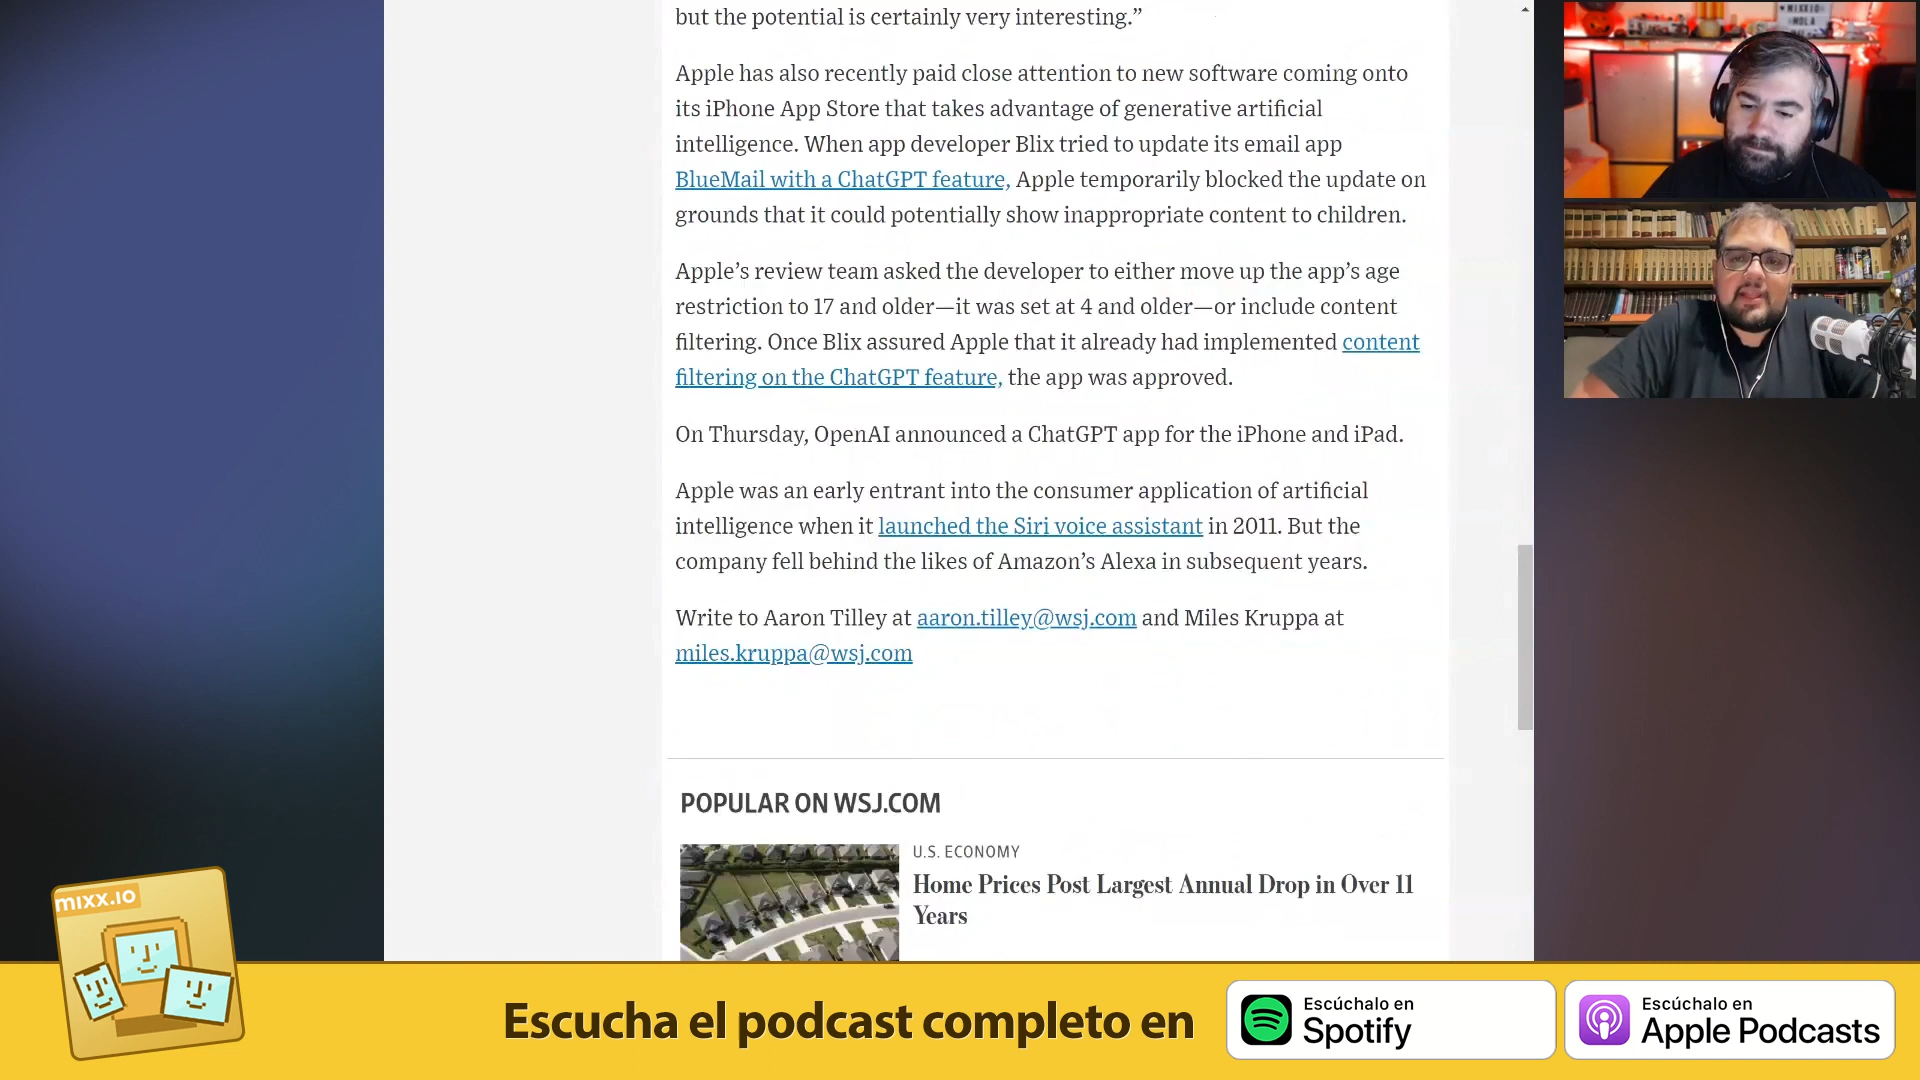 but the potential is certainly very interesting.”
Apple has also recently paid close attention to new software coming onto
its iPhone App Store that takes advantage of generative artificial
intelligence. When app developer Blix tried to update its email app
BlueMail with a ChatGPT feature, Apple temporarily blocked the update on
grounds that it could potentially show inappropriate content to children.
Apple’s review team asked the developer to either move up the app’s age
restriction to 17 and older—it was set at 4 and older—or include content
filtering. Once Blix assured Apple that it already had implemented content
filtering on the ChatGPT feature, the app was approved.
On Thursday, OpenAI announced a ChatGPT app for the iPhone and iPad.
Apple was an early entrant into the consumer application of artificial
intelligence when it launched the Siri voice assistant in 2011. But the
company fell behind the likes of Amazon’s Alexa in subsequent years.
Write to Aaron Tilley at aaron.tilley@wsj.com and Miles Kruppa at
miles.kruppa@wsj.com
POPULAR ON WSJ.COM
U.S. ECONOMY
Home Prices Post Largest Annual Drop in Over 11
Years
MIXXIO
HOLA
mixx.io
Escucha el podcast completo en
Escúchalo en
Spotify
Escúchalo en
Apple Podcasts